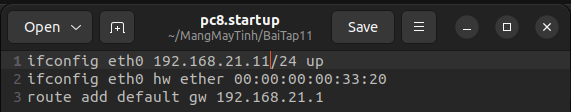 Open
pc8.startup
~/MangMayTinh/BaiTap11
Save
1 ifconfig eth0 192.168.21.11/24 up
2 ifconfig eth0 hw ether 00:00:00:00:33:20
3 route add default gw 192.168.21.1